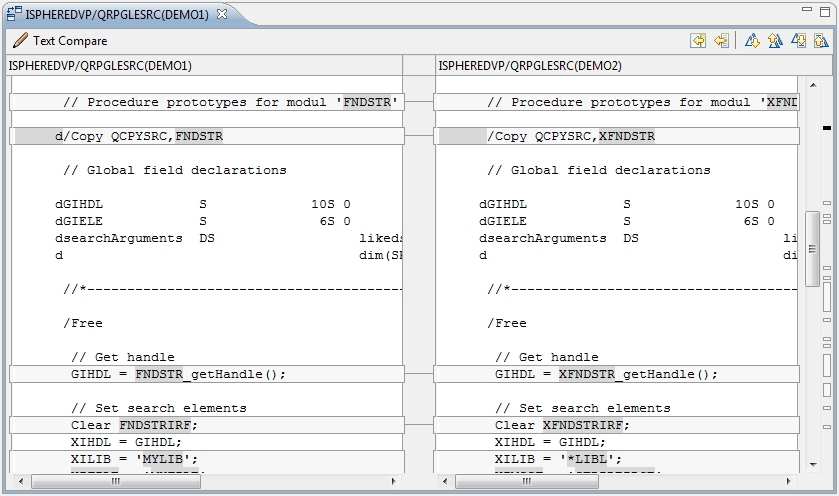 ISPHEREDVP/QRPGLESRC(DEMO1)
Text Compare
ISPHEREDVP/QRPGLESRC(DEMO1)
// Procedure prototypes for modul 'FNDSTR'
d/Copy QCPYSRC,FNDSTR
// Global field declarations
dGIHDL S 10S 0
dGIELE S 6S 0
dsearchArguments DS likeds
d dim(S
//*--------------------------------------
/Free
// Get handle
GIHDL = FNDSTR_getHandle();
// Set search elements
Clear FNDSTRIRF;
XIHDL = GIHDL;
XILIB = 'MYLIB';
ISPHEREDVP/QRPGLESRC(DEMO2)
// Procedure prototypes for modul 'XFND
/Copy QCPYSRC,XFNDSTR
// Global field declarations
dGIHDL S 10S 0
dGIELE S 6S 0
dsearchArguments DS li
d di
//*-----------------------------------
/Free
// Get handle
GIHDL = XFNDSTR_getHandle();
// Set search elements
Clear XFNDSTRIRF;
XIHDL = GIHDL;
XILIB = '*LIBL';